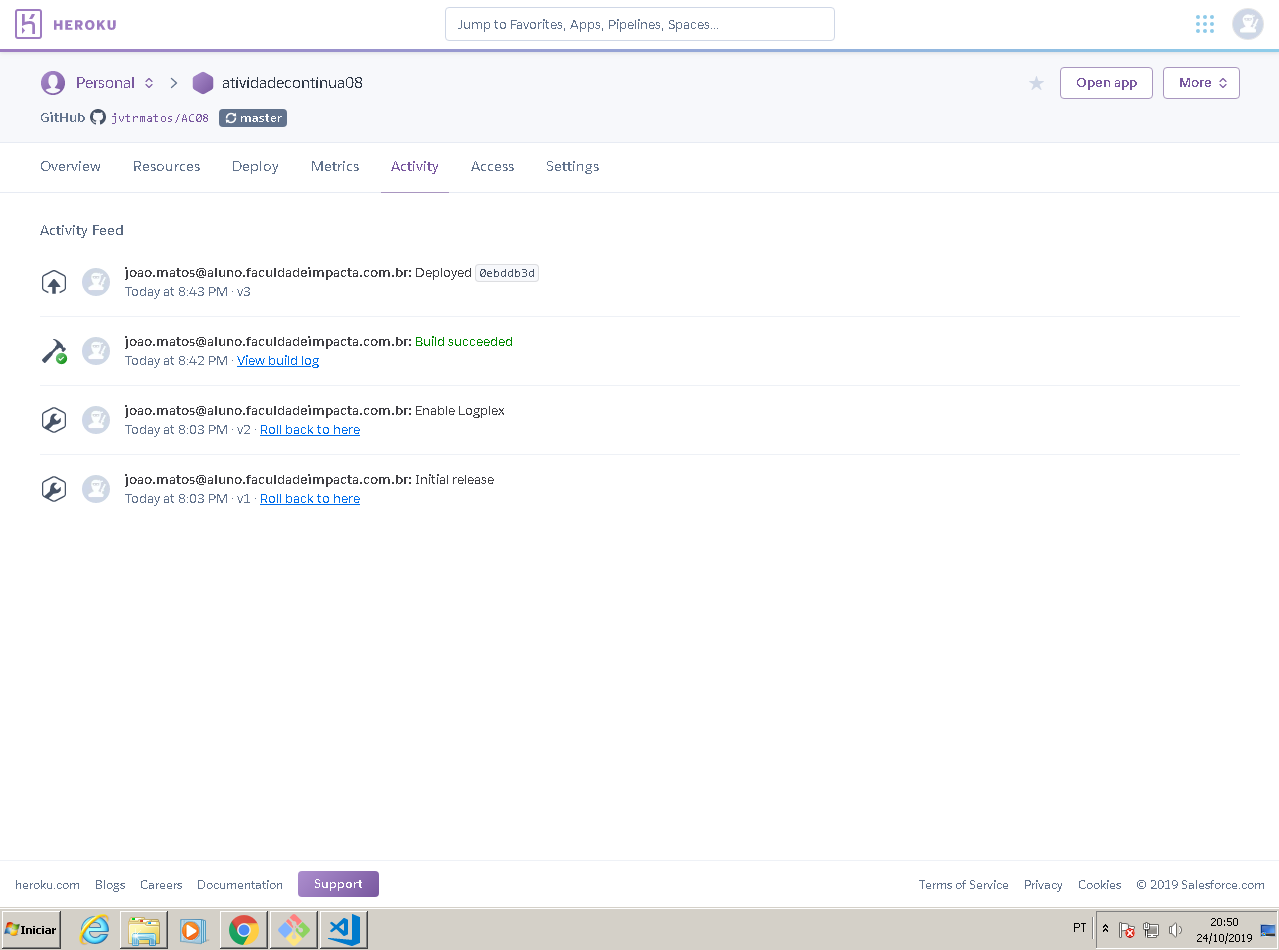 HEROKU
Jump to Favorites, Apps, Pipelines, Spaces...
Personal
atividadecontinua08
Open app
More
GitHub jvtrmatos/AC08 master
Overview Resources Deploy Metrics Activity Access Settings
Activity Feed
joao.matos@aluno.faculdadeimpacta.com.br: Deployed 0ebddb3d
Today at 8:43 PM · v3
joao.matos@aluno.faculdadeimpacta.com.br: Build succeeded
Today at 8:42 PM · View build log
joao.matos@aluno.faculdadeimpacta.com.br: Enable Logplex
Today at 8:03 PM · v2 · Roll back to here
joao.matos@aluno.faculdadeimpacta.com.br: Initial release
Today at 8:03 PM · v1 · Roll back to here
heroku.com Blogs Careers Documentation Support Terms of Service Privacy Cookies © 2019 Salesforce.com
Iniciar
PT
20:50
24/10/2019